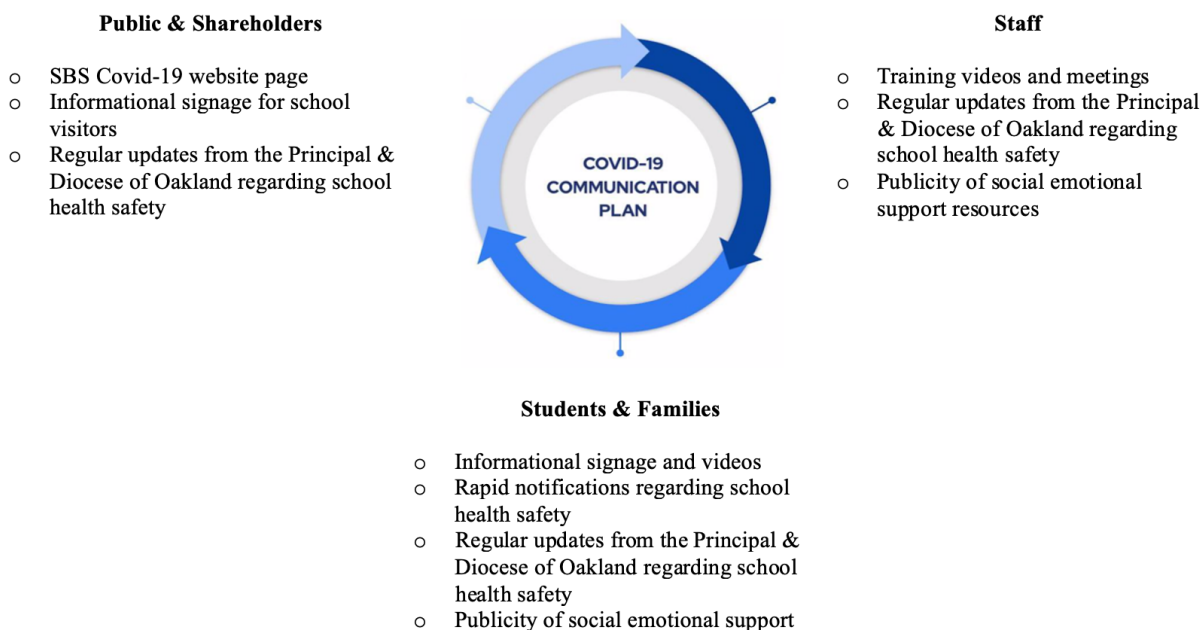 Public & Shareholders
o SBS Covid-19 website page
o Informational signage for school
visitors
o Regular updates from the Principal &
Diocese of Oakland regarding school
health safety
COVID-19
COMMUNICATION
PLAN
Staff
o Training videos and meetings
o Regular updates from the Principal
& Diocese of Oakland regarding
school health safety
o Publicity of social emotional
support resources
Students & Families
o Informational signage and videos
o Rapid notifications regarding school
health safety
o Regular updates from the Principal &
Diocese of Oakland regarding school
health safety
o Publicity of social emotional support